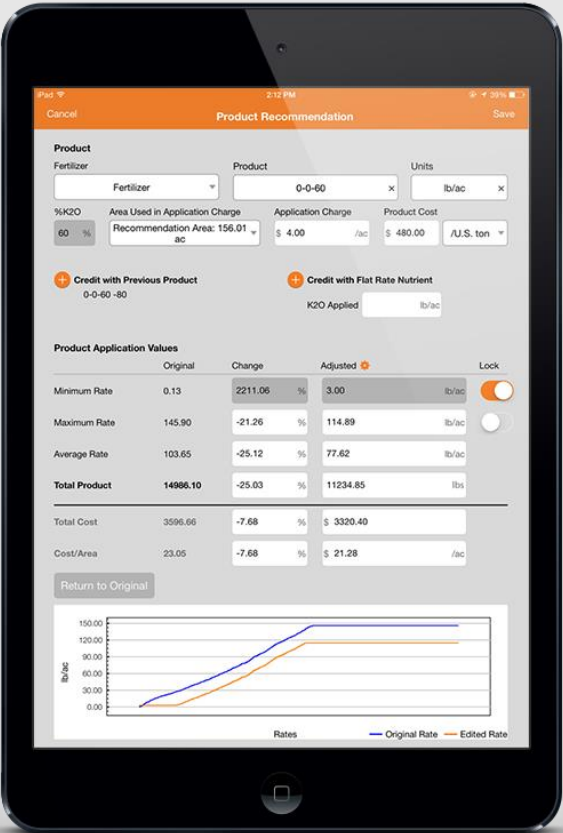 iPad 2:12 PM 39%
Cancel Product Recommendation Save
Product
Fertilizer Product Units
Fertilizer 0-0-60 × lb/ac ×
%K2O Area Used in Application Charge Application Charge Product Cost
60 % Recommendation Area: 156.01 ac $ 4.00 /ac $ 480.00 /U.S. ton
+ Credit with Previous Product + Credit with Flat Rate Nutrient
0-0-60 -80
K2O Applied lb/ac
Product Application Values
Original Change Adjusted Lock
Minimum Rate 0.13 2211.06 % 3.00 lb/ac
Maximum Rate 145.90 -21.26 % 114.89 lb/ac
Average Rate 103.65 -25.12 % 77.62 lb/ac
Total Product 14986.10 -25.03 % 11234.85 lbs
Total Cost 3596.66 -7.68 % $ 3320.40
Cost/Area 23.05 -7.68 % $ 21.28 /ac
Return to Original
150.00
120.00
90.00
60.00
30.00
0.00
lb/ac
Rates Original Rate Edited Rate